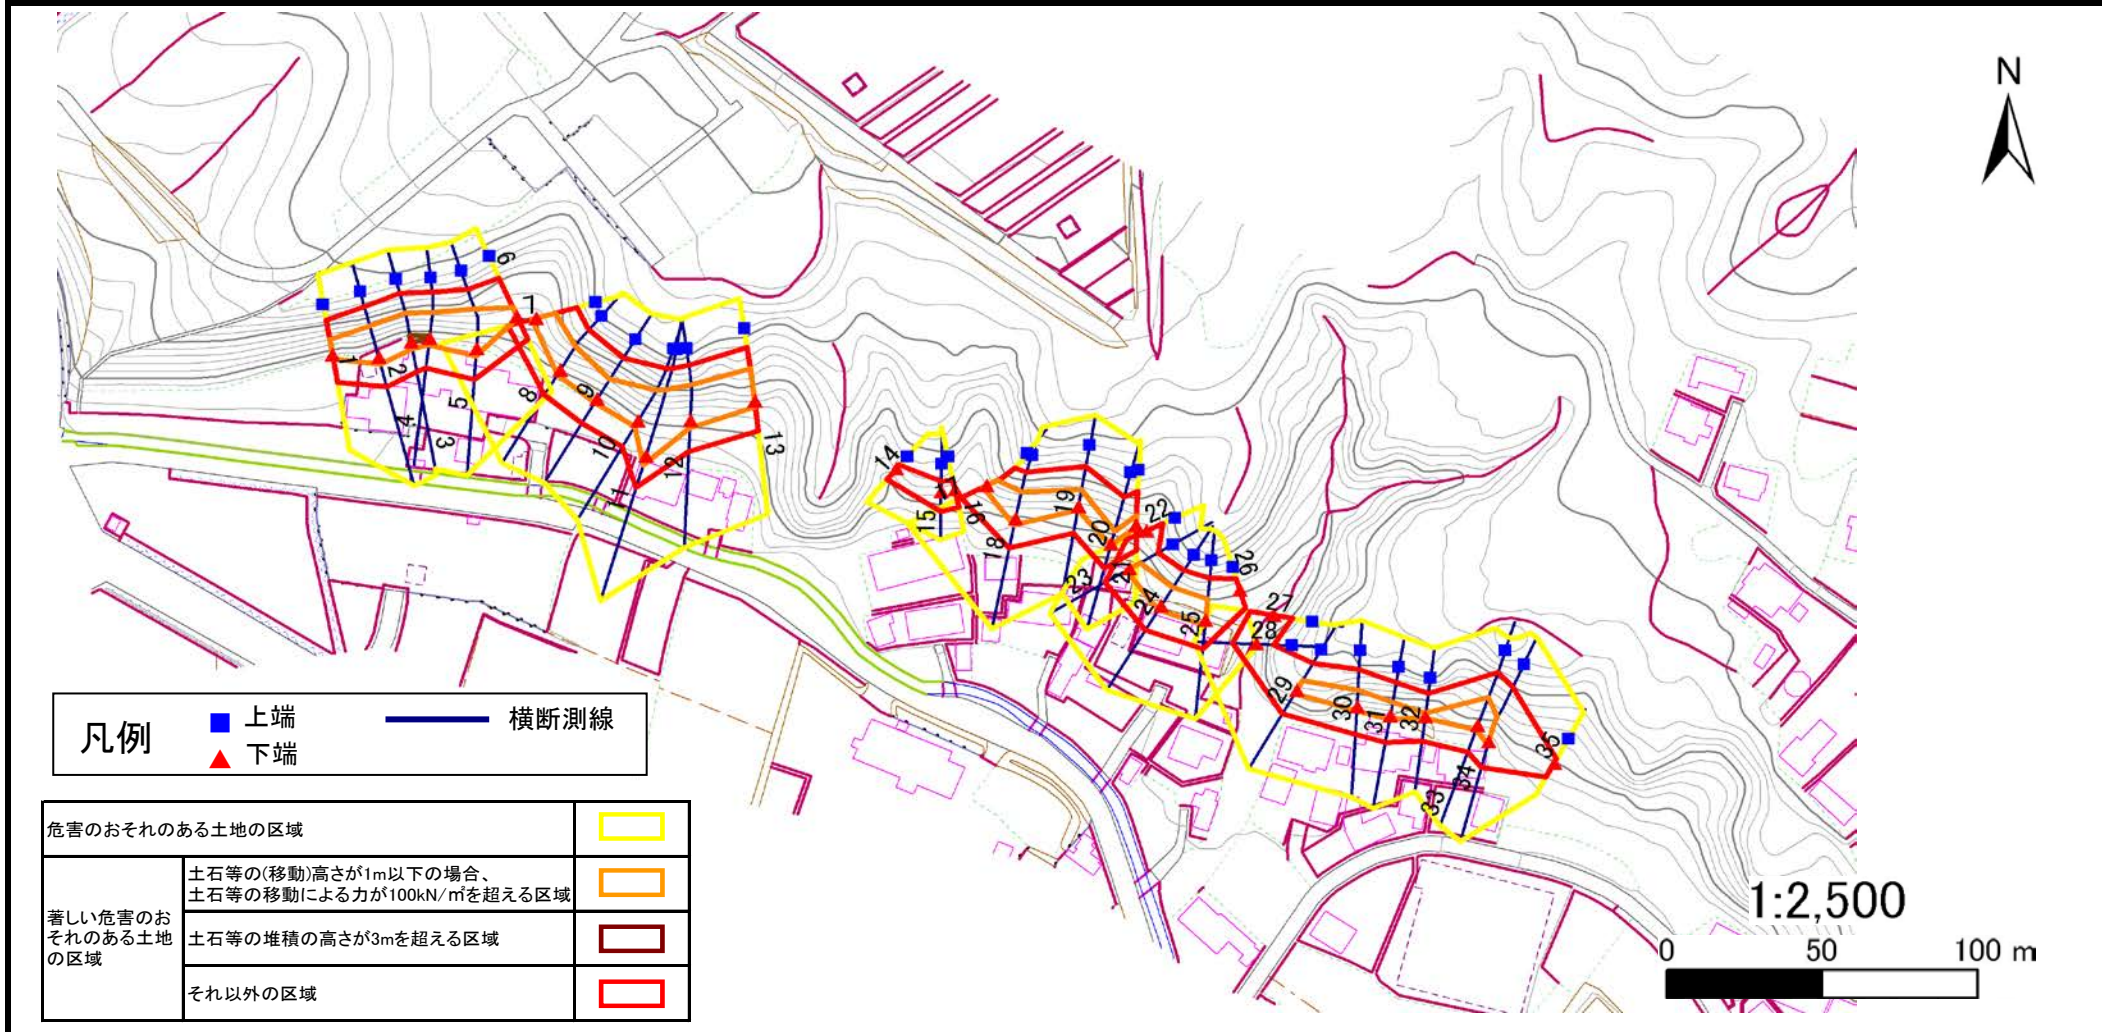 N
6
7
1
2
8
9
5
4
3
10
13
12
11
14
17
16
15
19
18
20
22
21
23
26
24
25
27
28
29
30
31
32
35
34
33
凡例
上端
横断測線
下端
危害のおそれのある土地の区域
著しい危害のお
それのある土地
の区域
土石等の(移動)高さが1m以下の場合、
土石等の移動による力が100kN/㎡を超える区域
土石等の堆積の高さが3mを超える区域
それ以外の区域
1:2,500
0 50 100 m